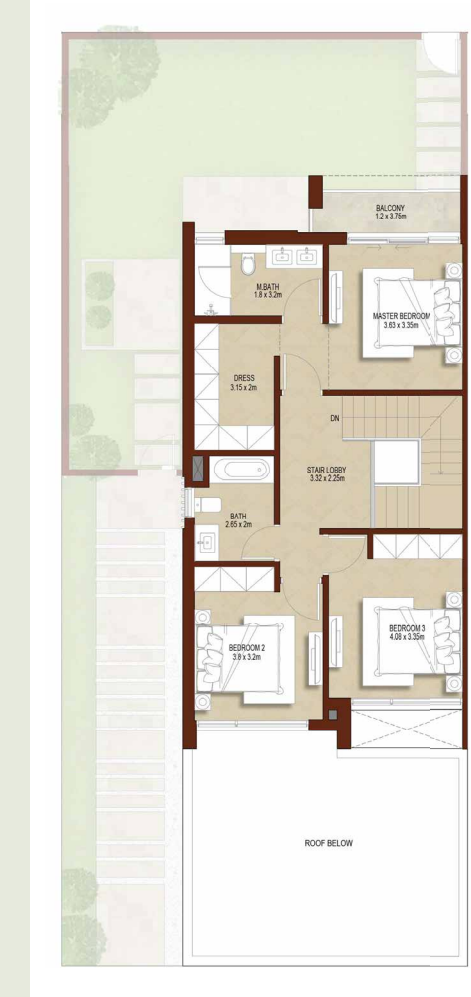 BALCONY
1.2 x 3.75m
M.BATH
1.8 x 3.2m
MASTER BEDROOM
3.63 x 3.35m
DRESS
3.15 x 2m
DN
STAIR LOBBY
3.32 x 2.25m
BATH
2.65 x 2m
BEDROOM 3
4.08 x 3.35m
BEDROOM 2
3.8 x 3.2m
ROOF BELOW